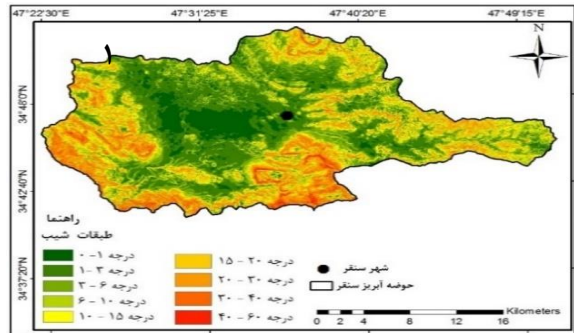 47°22'30"E 47°31'25"E 47°40'20"E 47°49'15"E
N
34°48'0"N
34°42'40"N
34°37'20"N
راهنما
طبقات شیب
درجه ۰-۱
درجه ۳-۱
درجه ۶ - ۳
درجه ۱۰ - ۶
درجه ۱۵ - ۱۰
درجه ۲۰ - ۱۵
درجه ۳۰ - ۲۰
درجه ۴۰ - ۳۰
درجه ۶۰ - ۴۰
شهر سنقر
حوضه آبریز سنقر
Kilometers
0 2 4 8 12 16